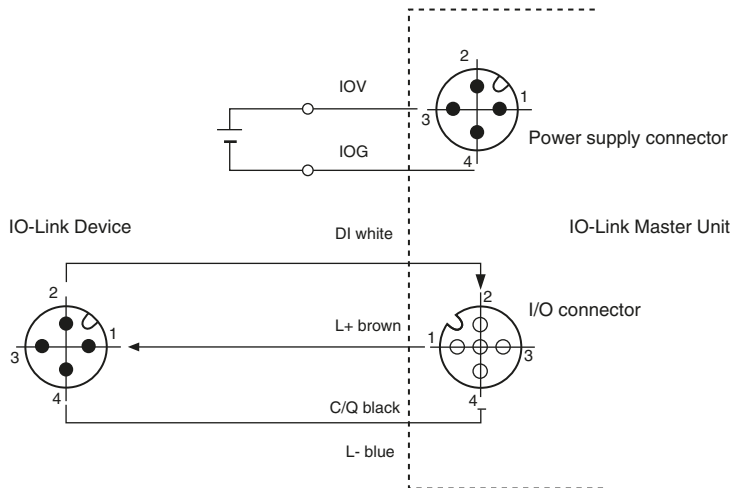 2
IOV
1
3
Power supply connector
IOG
4
IO-Link Device
DI white
IO-Link Master Unit
2
2
I/O connector
L+ brown
1
1
3
3
4
4
C/Q black
L- blue